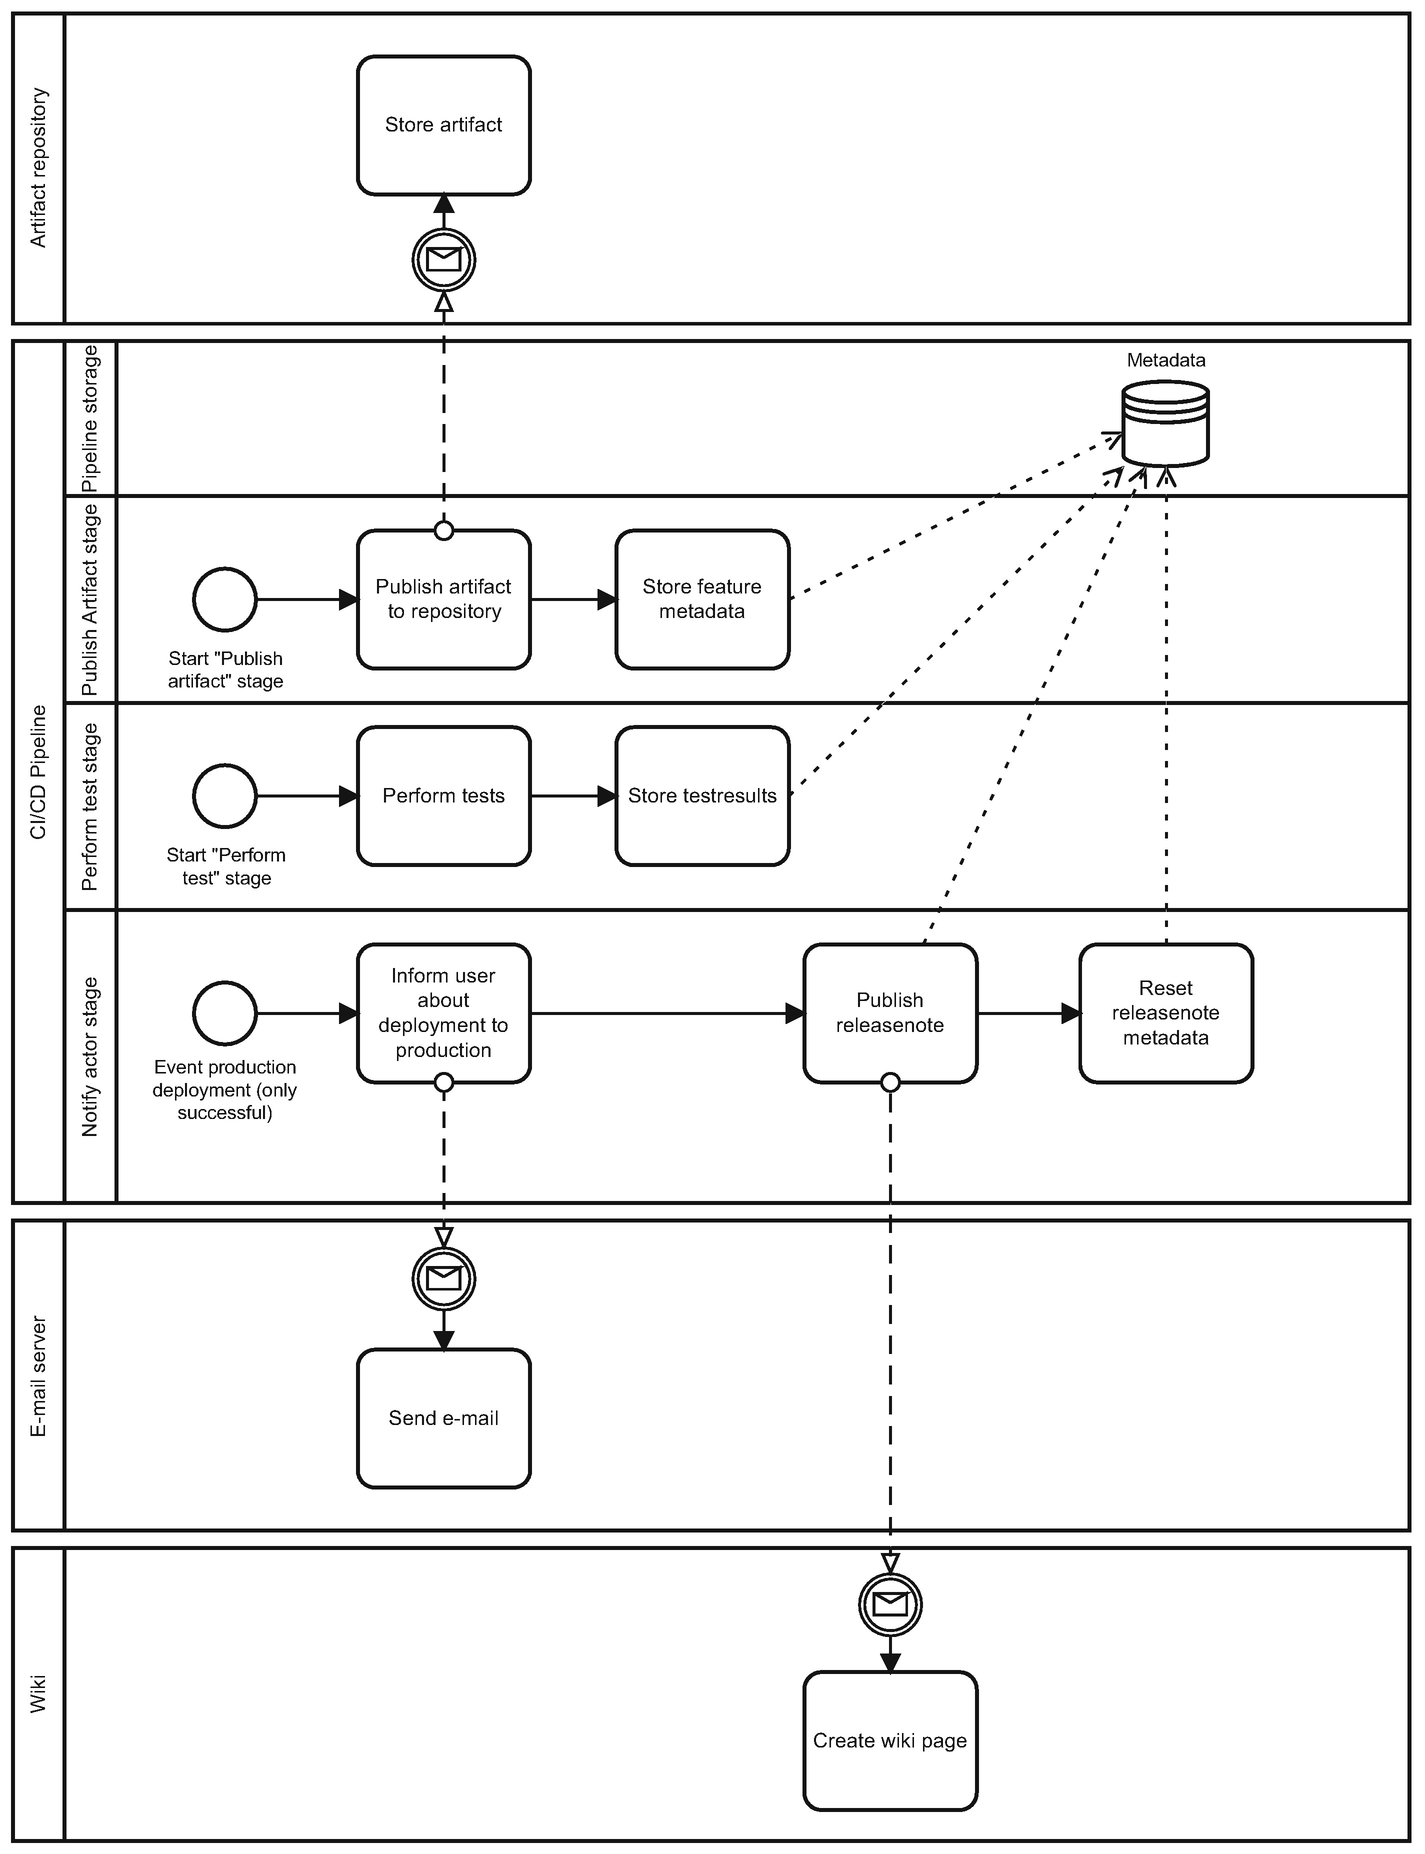 Artifact repository
Store artifact
CI/CD Pipeline
Pipeline storage
Metadata
Publish Artifact stage
Start "Publish
artifact" stage
Publish artifact
to repository
Store feature
metadata
Perform test stage
Start "Perform
test" stage
Perform tests
Store testresults
Notify actor stage
Event production
deployment (only
successful)
Inform user
about
deployment to
production
Publish
releasenote
Reset
releasenote
metadata
E-mail server
Send e-mail
Wiki
Create wiki page